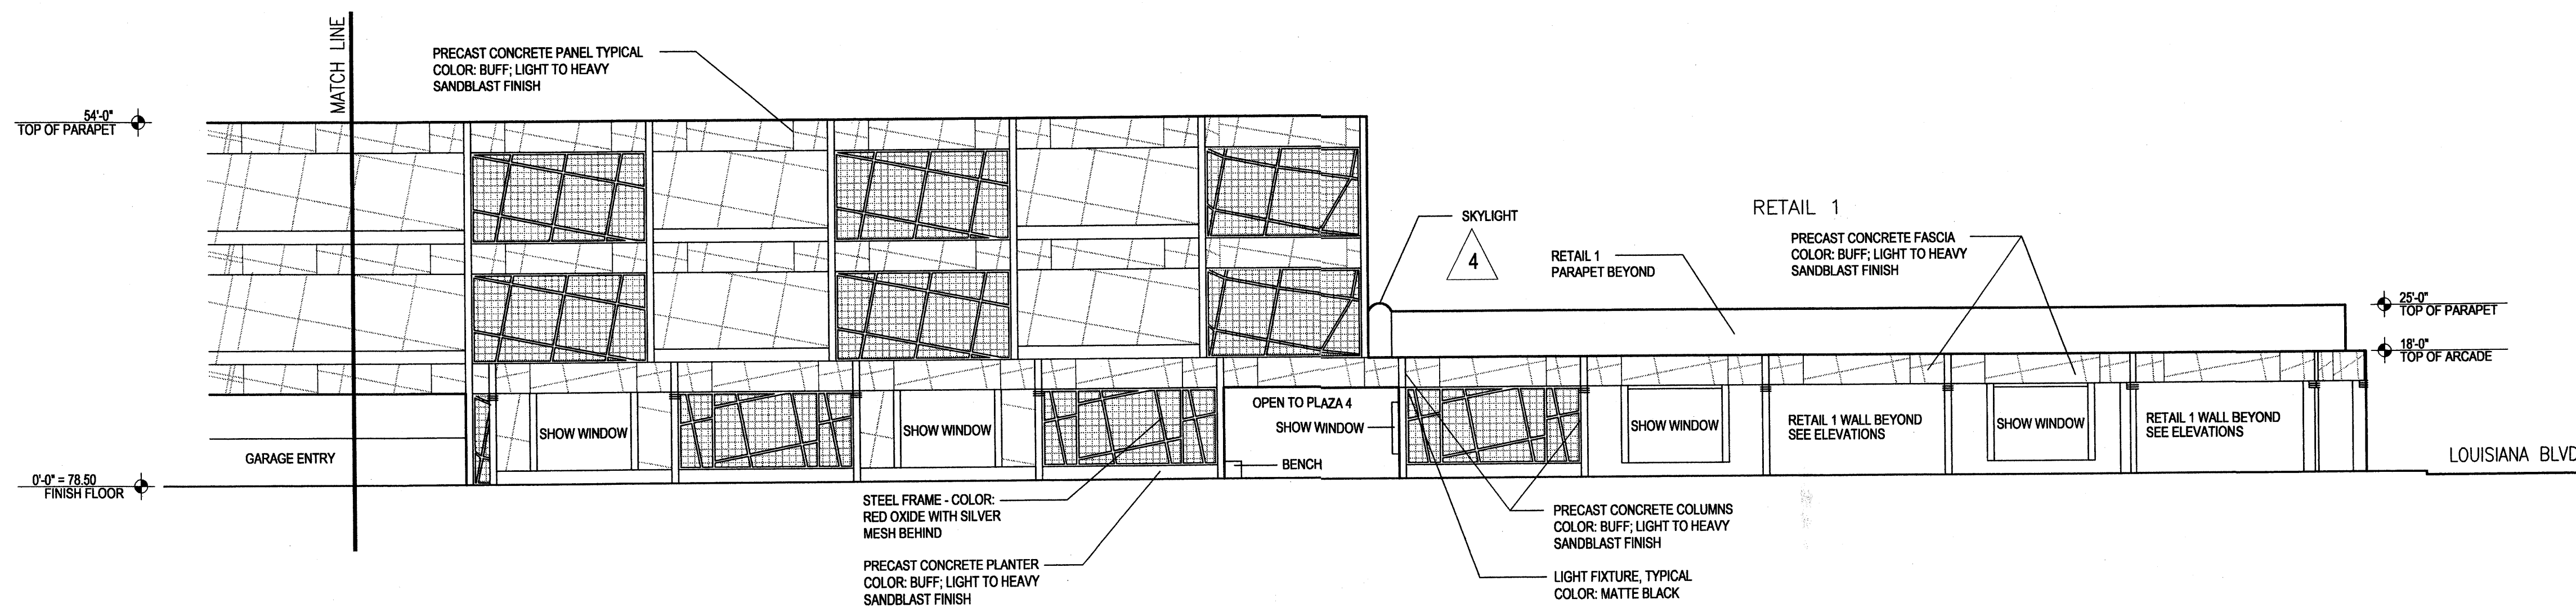 MATCH LINE
PRECAST CONCRETE PANEL TYPICAL
COLOR: BUFF; LIGHT TO HEAVY
SANDBLAST FINISH
54'-0"
TOP OF PARAPET
SKYLIGHT
4
RETAIL 1
RETAIL 1
PARAPET BEYOND
PRECAST CONCRETE FASCIA
COLOR: BUFF; LIGHT TO HEAVY
SANDBLAST FINISH
25'-0"
TOP OF PARAPET
18'-0"
TOP OF ARCADE
GARAGE ENTRY
SHOW WINDOW
SHOW WINDOW
OPEN TO PLAZA 4
SHOW WINDOW
BENCH
SHOW WINDOW
RETAIL 1 WALL BEYOND
SEE ELEVATIONS
SHOW WINDOW
RETAIL 1 WALL BEYOND
SEE ELEVATIONS
LOUISIANA BLVD
0'-0" = 78.50
FINISH FLOOR
STEEL FRAME - COLOR:
RED OXIDE WITH SILVER
MESH BEHIND
PRECAST CONCRETE PLANTER
COLOR: BUFF; LIGHT TO HEAVY
SANDBLAST FINISH
PRECAST CONCRETE COLUMNS
COLOR: BUFF; LIGHT TO HEAVY
SANDBLAST FINISH
LIGHT FIXTURE, TYPICAL
COLOR: MATTE BLACK